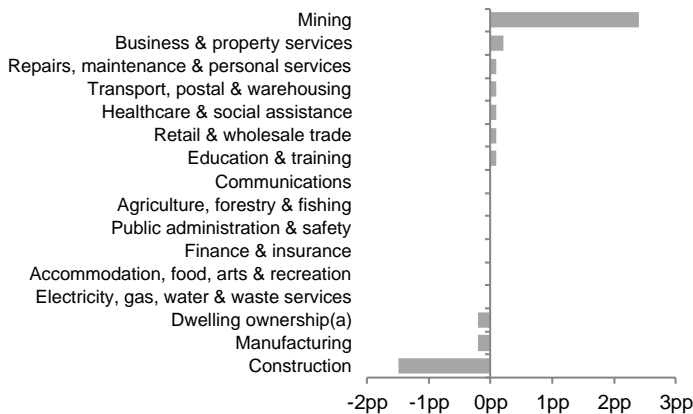 Mining
Business & property services
Repairs, maintenance & personal services
Transport, postal & warehousing
Healthcare & social assistance
Retail & wholesale trade
Education & training
Communications
Agriculture, forestry & fishing
Public administration & safety
Finance & insurance
Accommodation, food, arts & recreation
Electricity, gas, water & waste services
Dwelling ownership(a)
Manufacturing
Construction
-2pp -1pp 0pp 1pp 2pp 3pp